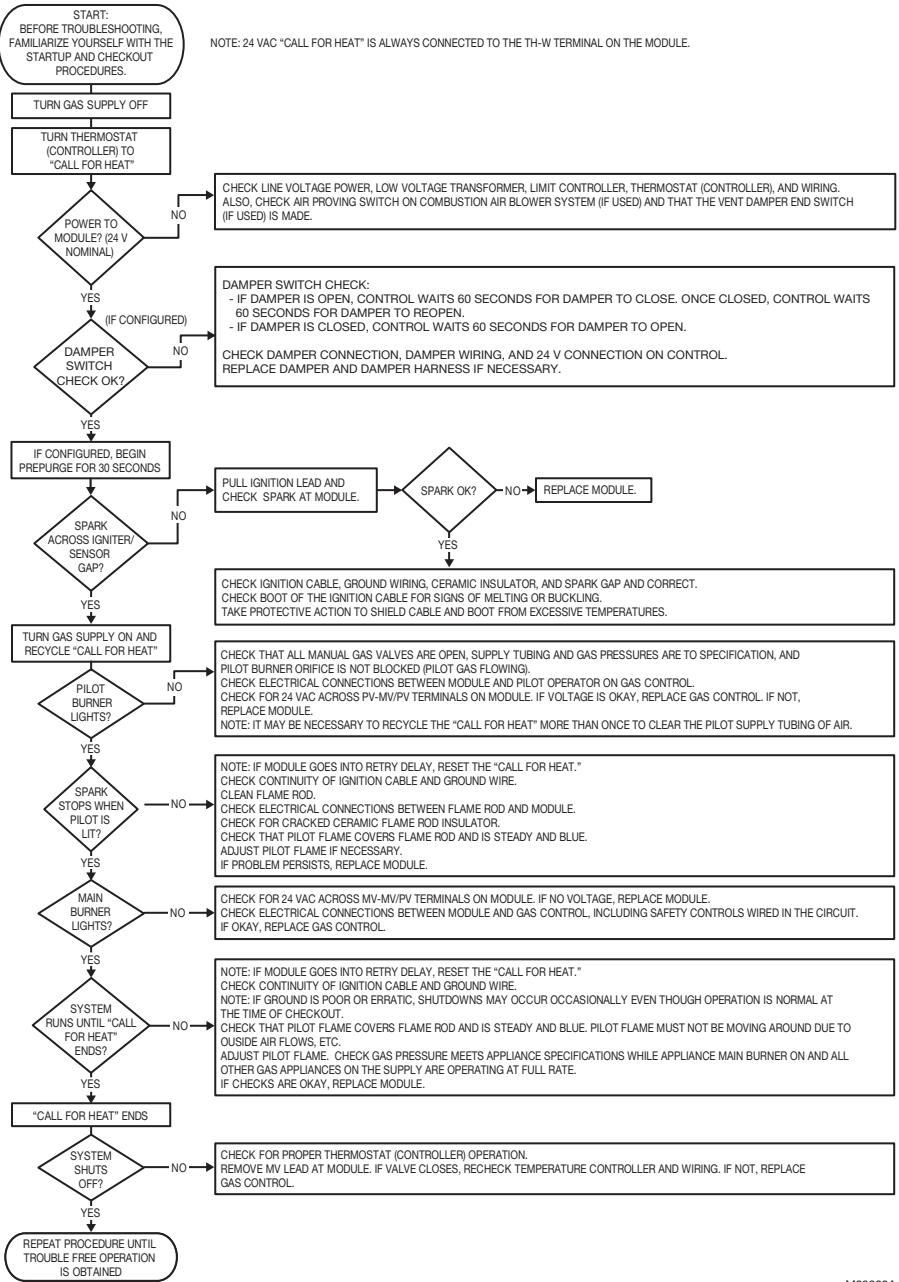 START:
BEFORE TROUBLESHOOTING,
FAMILIARIZE YOURSELF WITH THE
STARTUP AND CHECKOUT
PROCEDURES.
NOTE: 24 VAC “CALL FOR HEAT” IS ALWAYS CONNECTED TO THE TH-W TERMINAL ON THE MODULE.
TURN GAS SUPPLY OFF
TURN THERMOSTAT
(CONTROLLER) TO
“CALL FOR HEAT”
POWER TO
MODULE? (24 V
NOMINAL)
NO
CHECK LINE VOLTAGE POWER, LOW VOLTAGE TRANSFORMER, LIMIT CONTROLLER, THERMOSTAT (CONTROLLER), AND WIRING.
ALSO, CHECK AIR PROVING SWITCH ON COMBUSTION AIR BLOWER SYSTEM (IF USED) AND THAT THE VENT DAMPER END SWITCH
(IF USED) IS MADE.
YES
(IF CONFIGURED)
DAMPER
SWITCH
CHECK OK?
NO
DAMPER SWITCH CHECK:
- IF DAMPER IS OPEN, CONTROL WAITS 60 SECONDS FOR DAMPER TO CLOSE. ONCE CLOSED, CONTROL WAITS
60 SECONDS FOR DAMPER TO REOPEN.
- IF DAMPER IS CLOSED, CONTROL WAITS 60 SECONDS FOR DAMPER TO OPEN.
CHECK DAMPER CONNECTION, DAMPER WIRING, AND 24 V CONNECTION ON CONTROL.
REPLACE DAMPER AND DAMPER HARNESS IF NECESSARY.
YES
IF CONFIGURED, BEGIN
PREPURGE FOR 30 SECONDS
SPARK
ACROSS IGNITER/
SENSOR
GAP?
NO
PULL IGNITION LEAD AND
CHECK SPARK AT MODULE.
SPARK OK?
NO
REPLACE MODULE.
YES
CHECK IGNITION CABLE, GROUND WIRING, CERAMIC INSULATOR, AND SPARK GAP AND CORRECT.
CHECK BOOT OF THE IGNITION CABLE FOR SIGNS OF MELTING OR BUCKLING.
TAKE PROTECTIVE ACTION TO SHIELD CABLE AND BOOT FROM EXCESSIVE TEMPERATURES.
YES
TURN GAS SUPPLY ON AND
RECYCLE “CALL FOR HEAT”
PILOT
BURNER
LIGHTS?
NO
CHECK THAT ALL MANUAL GAS VALVES ARE OPEN, SUPPLY TUBING AND GAS PRESSURES ARE TO SPECIFICATION, AND
PILOT BURNER ORIFICE IS NOT BLOCKED (PILOT GAS FLOWING).
CHECK ELECTRICAL CONNECTIONS BETWEEN MODULE AND PILOT OPERATOR ON GAS CONTROL.
CHECK FOR 24 VAC ACROSS PV-MV/PV TERMINALS ON MODULE. IF VOLTAGE IS OKAY, REPLACE GAS CONTROL. IF NOT,
REPLACE MODULE.
NOTE: IT MAY BE NECESSARY TO RECYCLE THE “CALL FOR HEAT” MORE THAN ONCE TO CLEAR THE PILOT SUPPLY TUBING OF AIR.
YES
SPARK
STOPS WHEN
PILOT IS
LIT?
NO
NOTE: IF MODULE GOES INTO RETRY DELAY, RESET THE “CALL FOR HEAT.”
CHECK CONTINUITY OF IGNITION CABLE AND GROUND WIRE.
CLEAN FLAME ROD.
CHECK ELECTRICAL CONNECTIONS BETWEEN FLAME ROD AND MODULE.
CHECK FOR CRACKED CERAMIC FLAME ROD INSULATOR.
CHECK THAT PILOT FLAME COVERS FLAME ROD AND IS STEADY AND BLUE.
ADJUST PILOT FLAME IF NECESSARY.
IF PROBLEM PERSISTS, REPLACE MODULE.
YES
MAIN
BURNER
LIGHTS?
NO
CHECK FOR 24 VAC ACROSS MV-MV/PV TERMINALS ON MODULE. IF NO VOLTAGE, REPLACE MODULE.
CHECK ELECTRICAL CONNECTIONS BETWEEN MODULE AND GAS CONTROL, INCLUDING SAFETY CONTROLS WIRED IN THE CIRCUIT.
IF OKAY, REPLACE GAS CONTROL.
YES
SYSTEM
RUNS UNTIL “CALL
FOR HEAT”
ENDS?
NO
NOTE: IF MODULE GOES INTO RETRY DELAY, RESET THE “CALL FOR HEAT.”
CHECK CONTINUITY OF IGNITION CABLE AND GROUND WIRE.
NOTE: IF GROUND IS POOR OR ERRATIC, SHUTDOWNS MAY OCCUR OCCASIONALLY EVEN THOUGH OPERATION IS NORMAL AT
THE TIME OF CHECKOUT.
CHECK THAT PILOT FLAME COVERS FLAME ROD AND IS STEADY AND BLUE. PILOT FLAME MUST NOT BE MOVING AROUND DUE TO
OUSIDE AIR FLOWS, ETC.
ADJUST PILOT FLAME. CHECK GAS PRESSURE MEETS APPLIANCE SPECIFICATIONS WHILE APPLIANCE MAIN BURNER ON AND ALL
OTHER GAS APPLIANCES ON THE SUPPLY ARE OPERATING AT FULL RATE.
IF CHECKS ARE OKAY, REPLACE MODULE.
YES
“CALL FOR HEAT” ENDS
SYSTEM
SHUTS
OFF?
NO
CHECK FOR PROPER THERMOSTAT (CONTROLLER) OPERATION.
REMOVE MV LEAD AT MODULE. IF VALVE CLOSES, RECHECK TEMPERATURE CONTROLLER AND WIRING. IF NOT, REPLACE
GAS CONTROL.
YES
REPEAT PROCEDURE UNTIL
TROUBLE FREE OPERATION
IS OBTAINED